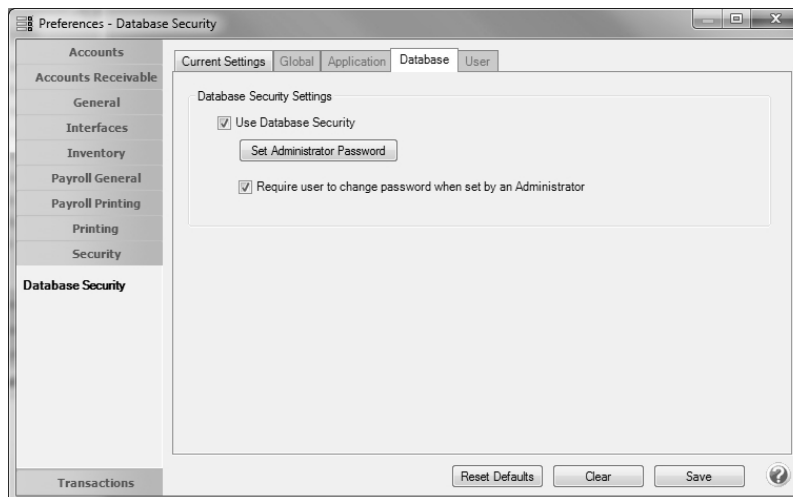 Preferences - Database Security
Accounts
Accounts Receivable
General
Interfaces
Inventory
Payroll General
Payroll Printing
Printing
Security
Database Security
Transactions
Current Settings Global Application Database User
Database Security Settings
Use Database Security
Set Administrator Password
Require user to change password when set by an Administrator
Reset Defaults Clear Save ?